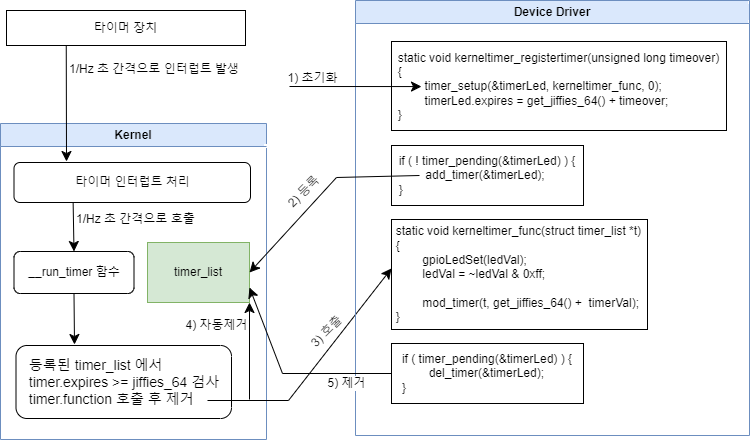 타이머 장치
1/Hz 초 간격으로 인터럽트 발생
Kernel
타이머 인터럽트 처리
1/Hz 초 간격으로 호출
__run_timer 함수
timer_list
등록된 timer_list 에서
timer.expires >= jiffies_64 검사
timer.function 호출 후 제거
1) 초기화
2) 등록
3) 호출
4) 자동제거
5) 제거
Device Driver
static void kerneltimer_registertimer(unsigned long timeover)
{
timer_setup(&timerLed, kerneltimer_func, 0);
timerLed.expires = get_jiffies_64() + timeover;
}
if ( ! timer_pending(&timerLed) ) {
add_timer(&timerLed);
}
static void kerneltimer_func(struct timer_list *t)
{
gpioLedSet(ledVal);
ledVal = ~ledVal & 0xff;
mod_timer(t, get_jiffies_64() + timerVal);
}
if ( timer_pending(&timerLed) ) {
del_timer(&timerLed);
}